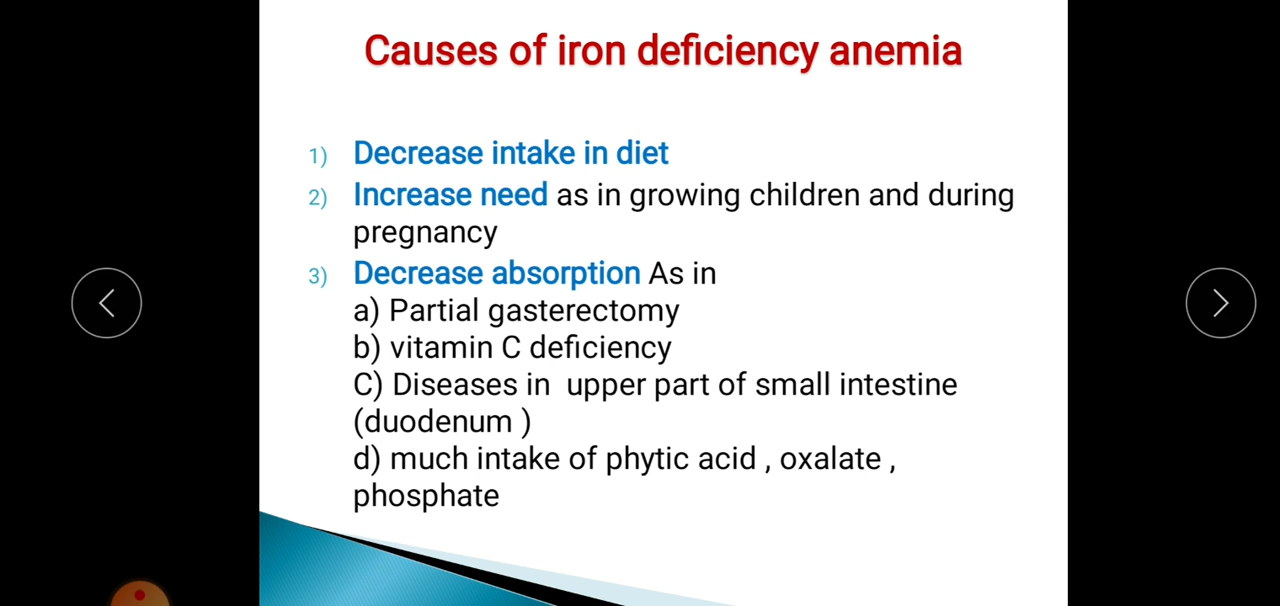 Causes of iron deficiency anemia
1) Decrease intake in diet
2) Increase need as in growing children and during
pregnancy
3) Decrease absorption As in
a) Partial gasterectomy
b) vitamin C deficiency
C) Diseases in upper part of small intestine
(duodenum )
d) much intake of phytic acid , oxalate ,
phosphate